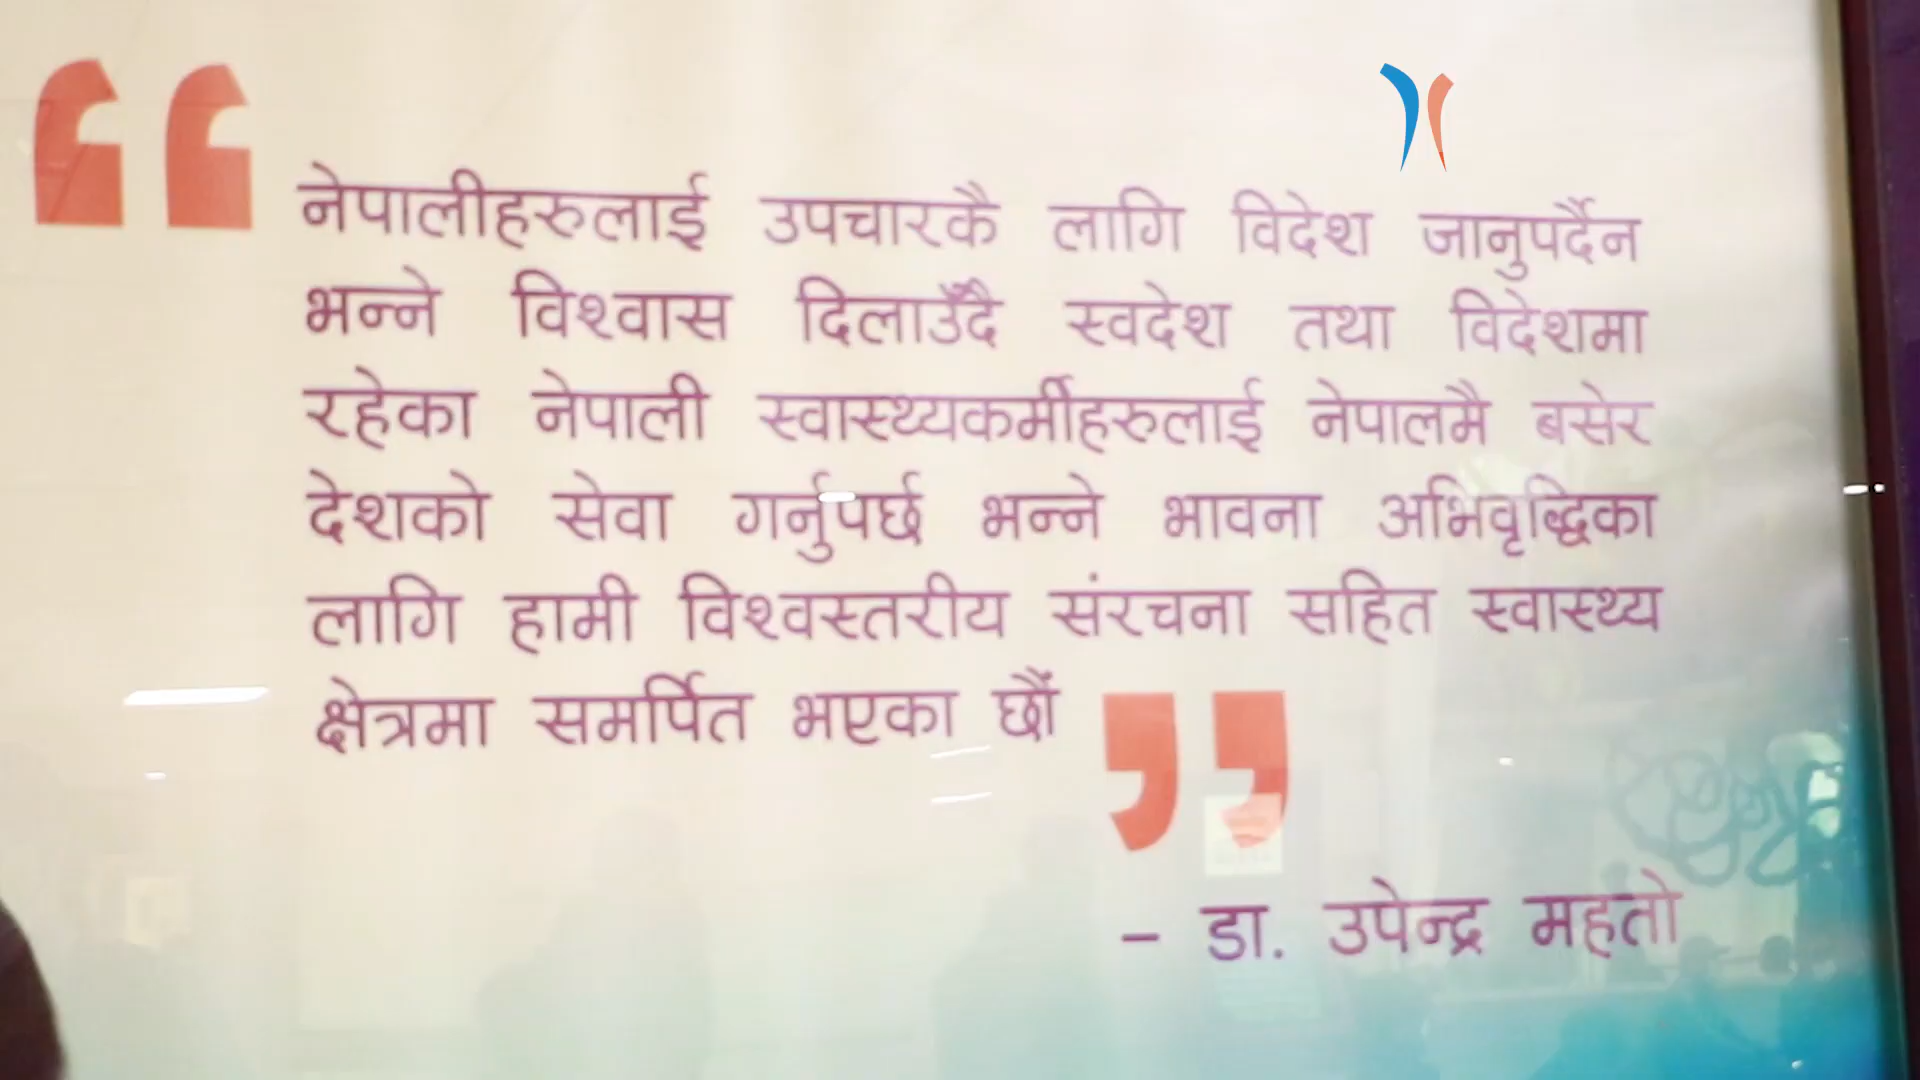 नेपालीहरुलाई उपचारकै लागि विदेश जानुपर्दैन
भन्ने विश्वास दिलाउँदै स्वदेश तथा विदेशमा
रहेका नेपाली स्वास्थ्यकर्मीहरुलाई नेपालमै बसेर
देशको सेवा गर्नुपर्छ भन्ने भावना अभिवृद्धिका
लागि हामी विश्वस्तरीय संरचना सहित स्वास्थ्य
क्षेत्रमा समर्पित भएका छौं
– डा. उपेन्द्र महतो